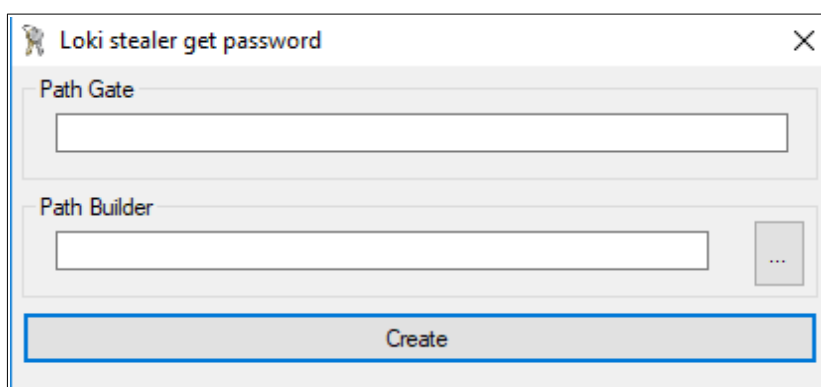 Loki stealer get password
Path Gate
Path Builder
...
Create